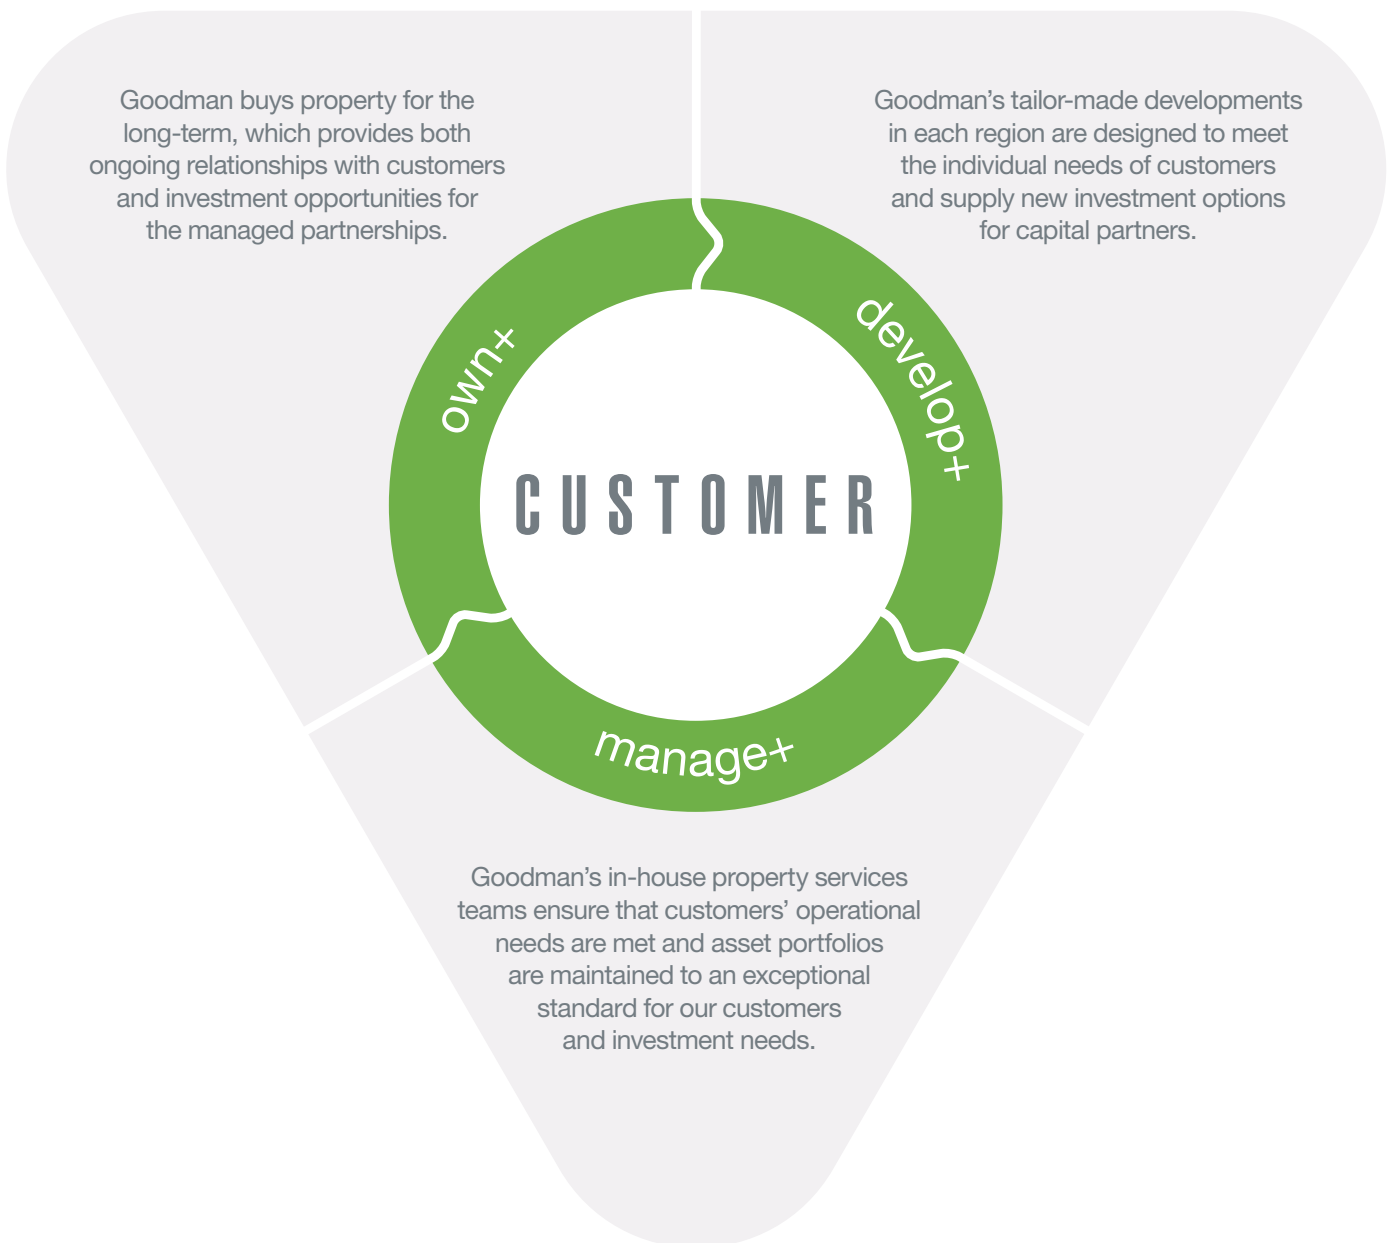 Goodman buys property for the
long-term, which provides both
ongoing relationships with customers
and investment opportunities for
the managed partnerships.
Goodman’s tailor-made developments
in each region are designed to meet
the individual needs of customers
and supply new investment options
for capital partners.
own+
develop+
CUSTOMER
manage+
Goodman’s in-house property services
teams ensure that customers’ operational
needs are met and asset portfolios
are maintained to an exceptional
standard for our customers
and investment needs.